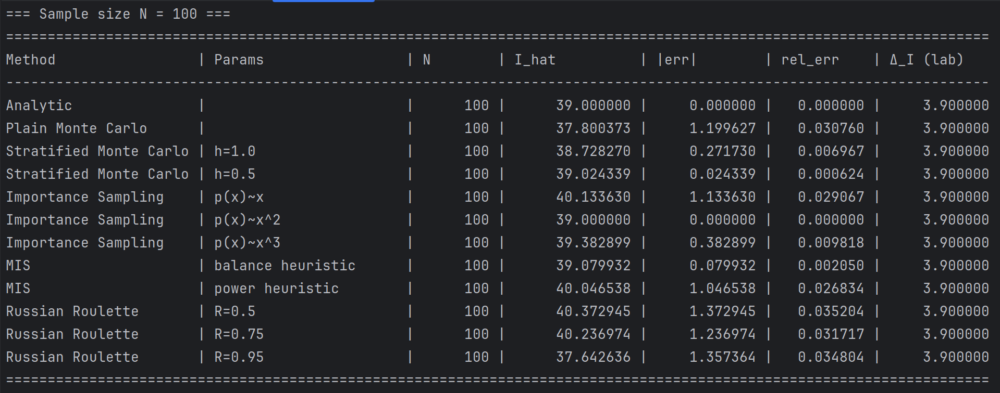 === Sample size N = 100 ===
======================================================================================================================
Method                 | Params                 | N        | I_hat          | |err|        | rel_err    | Δ_I (lab)
----------------------------------------------------------------------------------------------------------------------
Analytic               |                        |      100 |      39.000000 |     0.000000 |   0.000000 |     3.900000
Plain Monte Carlo      |                        |      100 |      37.800373 |     1.199627 |   0.030760 |     3.900000
Stratified Monte Carlo | h=1.0                  |      100 |      38.728270 |     0.271730 |   0.006967 |     3.900000
Stratified Monte Carlo | h=0.5                  |      100 |      39.024339 |     0.024339 |   0.000624 |     3.900000
Importance Sampling    | p(x)~x                 |      100 |      40.133630 |     1.133630 |   0.029067 |     3.900000
Importance Sampling    | p(x)~x^2               |      100 |      39.000000 |     0.000000 |   0.000000 |     3.900000
Importance Sampling    | p(x)~x^3               |      100 |      39.382899 |     0.382899 |   0.009818 |     3.900000
MIS                    | balance heuristic      |      100 |      39.079932 |     0.079932 |   0.002050 |     3.900000
MIS                    | power heuristic        |      100 |      40.046538 |     1.046538 |   0.026834 |     3.900000
Russian Roulette       | R=0.5                  |      100 |      40.372945 |     1.372945 |   0.035204 |     3.900000
Russian Roulette       | R=0.75                 |      100 |      40.236974 |     1.236974 |   0.031717 |     3.900000
Russian Roulette       | R=0.95                 |      100 |      37.642636 |     1.357364 |   0.034804 |     3.900000
======================================================================================================================